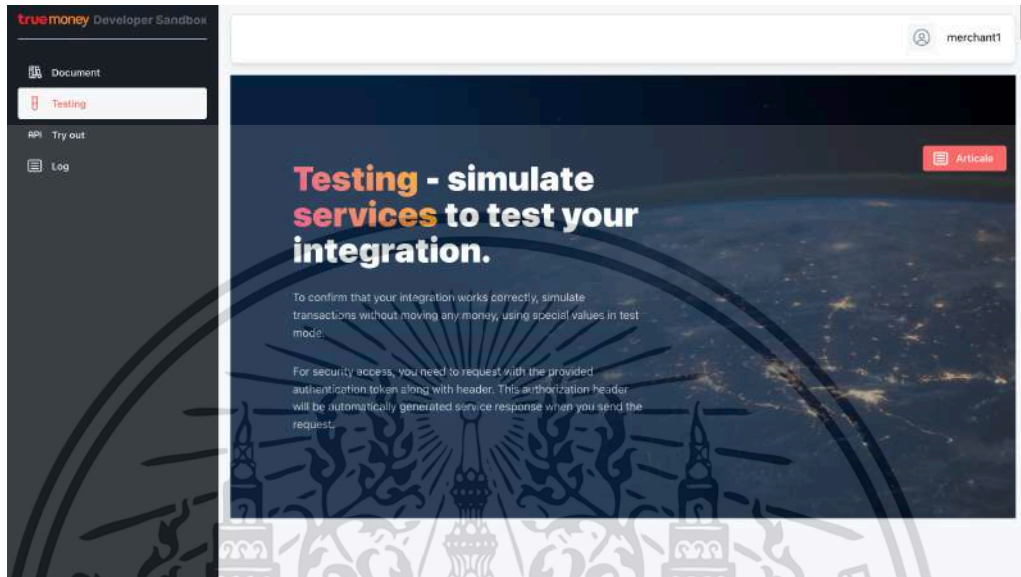 truemoney Developer Sandbox
merchant1
Document
Testing
API Try out
Log
Articale
Testing - simulate
services to test your
integration.
To confirm that your integration works correctly, simulate
transactions without moving any money, using special values in test
mode.
For security access, you need to request with the provided
authentication token along with header. This authorization header
will be automatically generated service response when you send the
request.